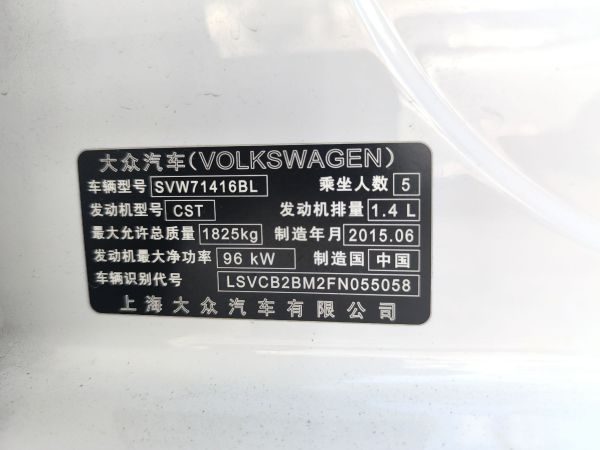 大众汽车(VOLKSWAGEN)
车辆型号 SVW71416BL 乘坐人数 5
发动机型号 CST 发动机排量 1.4 L
最大允许总质量 1825kg 制造年月 2015.06
发动机最大净功率 96 kW 制造国 中国
车辆识别代号 LSVCB2BM2FN055058
上海大众汽车有限公司